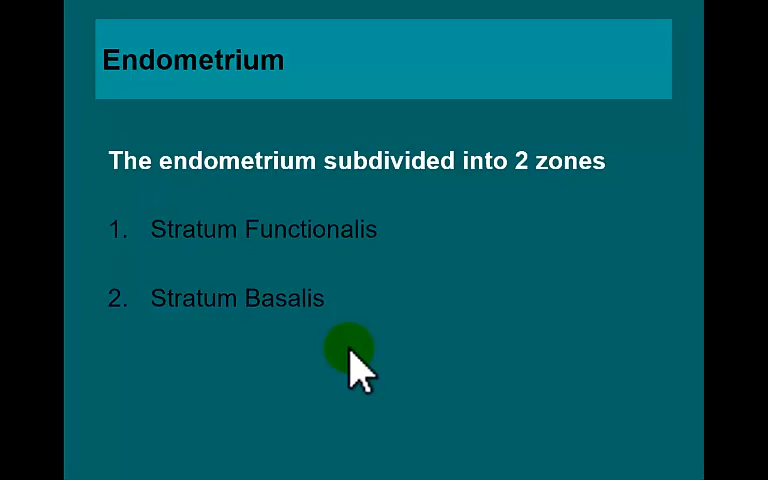 Endometrium
The endometrium subdivided into 2 zones
1. Stratum Functionalis
2. Stratum Basalis